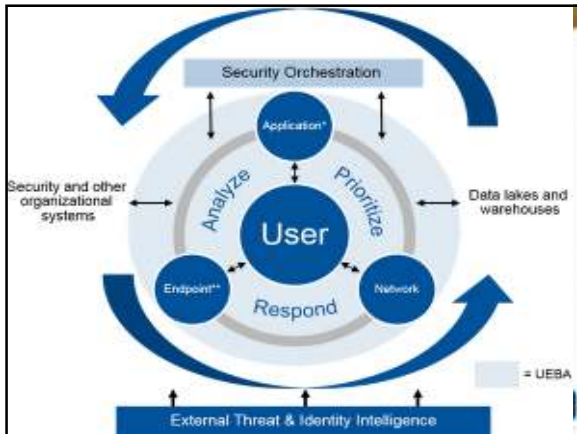 Security Orchestration
Application*
Analyze
Prioritize
Security and other
organizational
systems
Data lakes and
warehouses
User
Endpoint**
Network
Respond
= UEBA
External Threat & Identity Intelligence